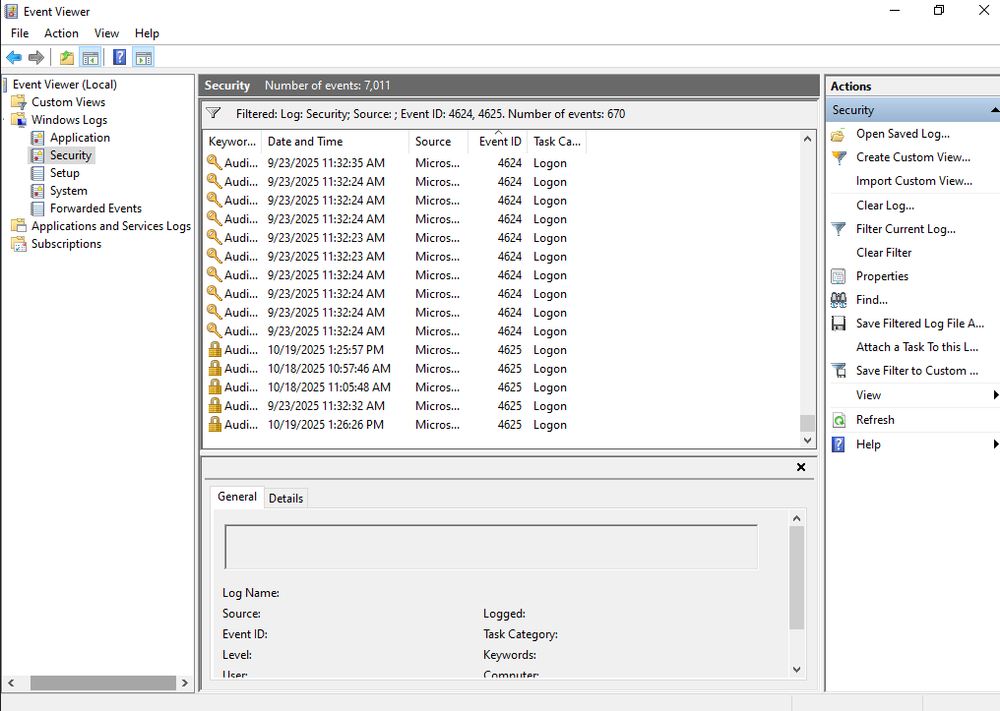 Event Viewer
File Action View Help
Event Viewer (Local)
Custom Views
Windows Logs
Application
Security
Setup
System
Forwarded Events
Applications and Services Logs
Subscriptions
Security Number of events: 7,011
Filtered: Log: Security; Source: ; Event ID: 4624, 4625. Number of events: 670
Keywor... Date and Time Source Event ID Task Ca...
Audi... 9/23/2025 11:32:35 AM Micros... 4624 Logon
Audi... 9/23/2025 11:32:24 AM Micros... 4624 Logon
Audi... 9/23/2025 11:32:24 AM Micros... 4624 Logon
Audi... 9/23/2025 11:32:24 AM Micros... 4624 Logon
Audi... 9/23/2025 11:32:23 AM Micros... 4624 Logon
Audi... 9/23/2025 11:32:23 AM Micros... 4624 Logon
Audi... 9/23/2025 11:32:24 AM Micros... 4624 Logon
Audi... 9/23/2025 11:32:24 AM Micros... 4624 Logon
Audi... 9/23/2025 11:32:24 AM Micros... 4624 Logon
Audi... 9/23/2025 11:32:24 AM Micros... 4624 Logon
Audi... 10/19/2025 1:25:57 PM Micros... 4625 Logon
Audi... 10/18/2025 10:57:46 AM Micros... 4625 Logon
Audi... 10/18/2025 11:05:48 AM Micros... 4625 Logon
Audi... 9/23/2025 11:32:32 AM Micros... 4625 Logon
Audi... 10/19/2025 1:26:26 PM Micros... 4625 Logon
General Details
Log Name:
Source: Logged:
Event ID: Task Category:
Level: Keywords:
User: Computer:
Actions
Security
Open Saved Log...
Create Custom View...
Import Custom View...
Clear Log...
Filter Current Log...
Clear Filter
Properties
Find...
Save Filtered Log File A...
Attach a Task To this L...
Save Filter to Custom ...
View
Refresh
Help